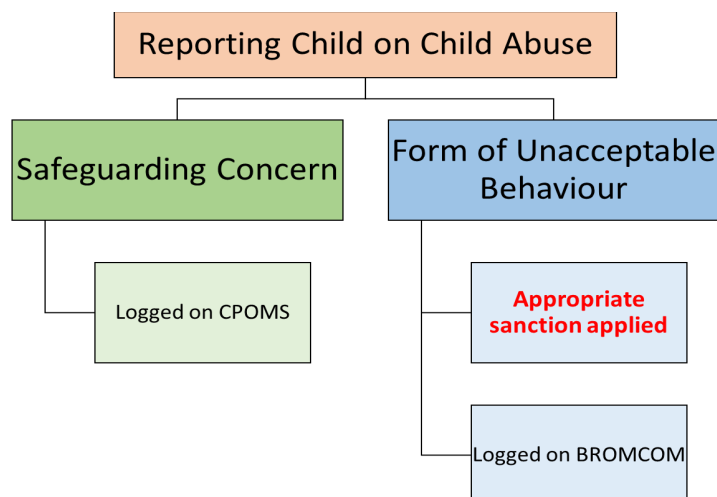 Reporting Child on Child Abuse
Safeguarding Concern
Form of Unacceptable
Behaviour
Logged on CPOMS
Appropriate
sanction applied
Logged on BROMCOM